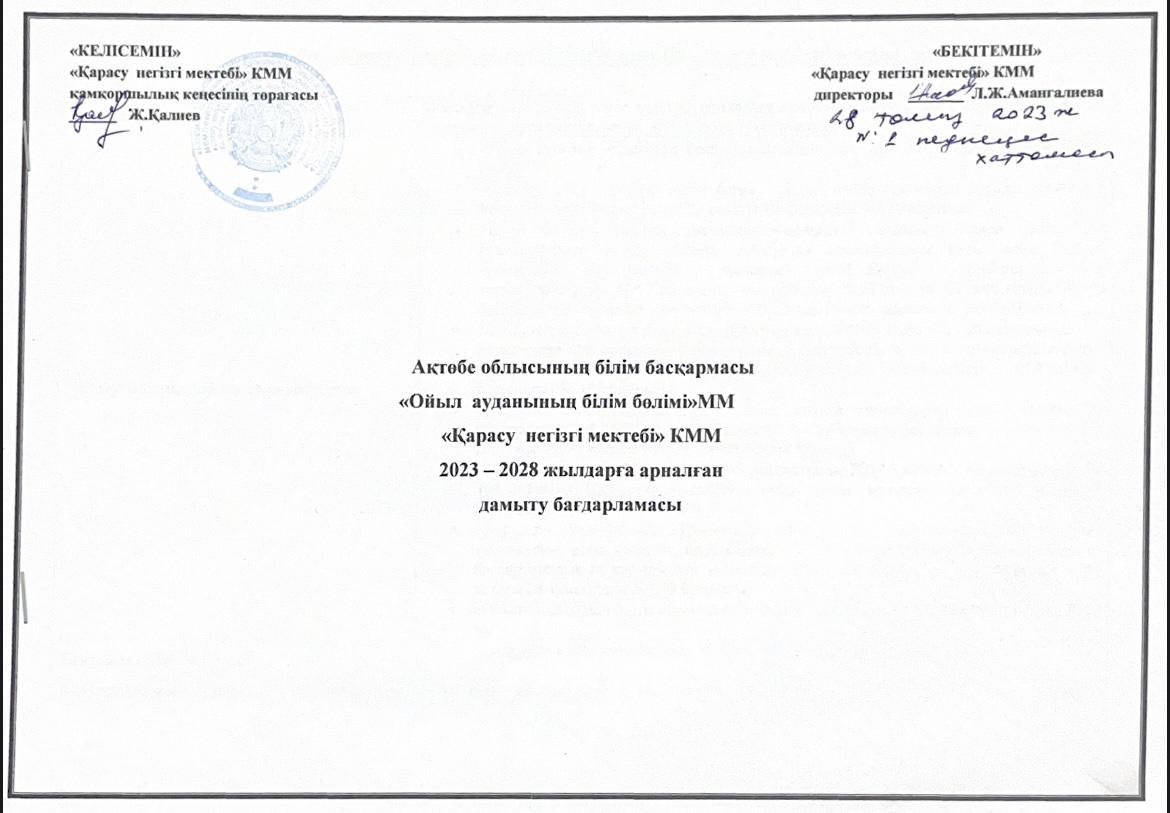 «КЕЛІСЕМІН»
«Қарасу негізгі мектебі» КММ
қамқоршылық кеңесінің төрағасы
Ж.Қалиев
«БЕКІТЕМІН»
«Қарасу негізгі мектебі» КММ
директоры Л.Ж.Амангалиева
28 тамыз 2023 ж
№ 1 педкеңес
хаттамасы
Ақтөбе облысының білім басқармасы
«Ойыл ауданының білім бөлімі»ММ
«Қарасу негізгі мектебі» КММ
2023 – 2028 жылдарға арналған
дамыту бағдарламасы